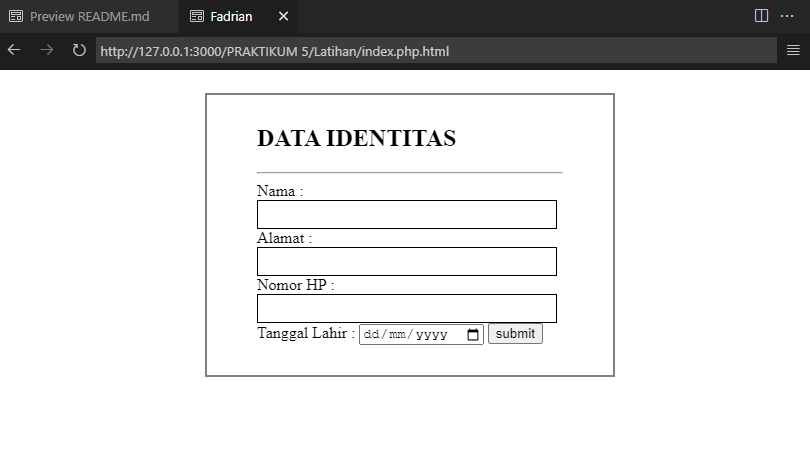 Preview README.md
Fadrian
http://127.0.0.1:3000/PRAKTIKUM 5/Latihan/index.php.html
DATA IDENTITAS
Nama :
Alamat :
Nomor HP :
Tanggal Lahir : dd/mm/yyyy submit